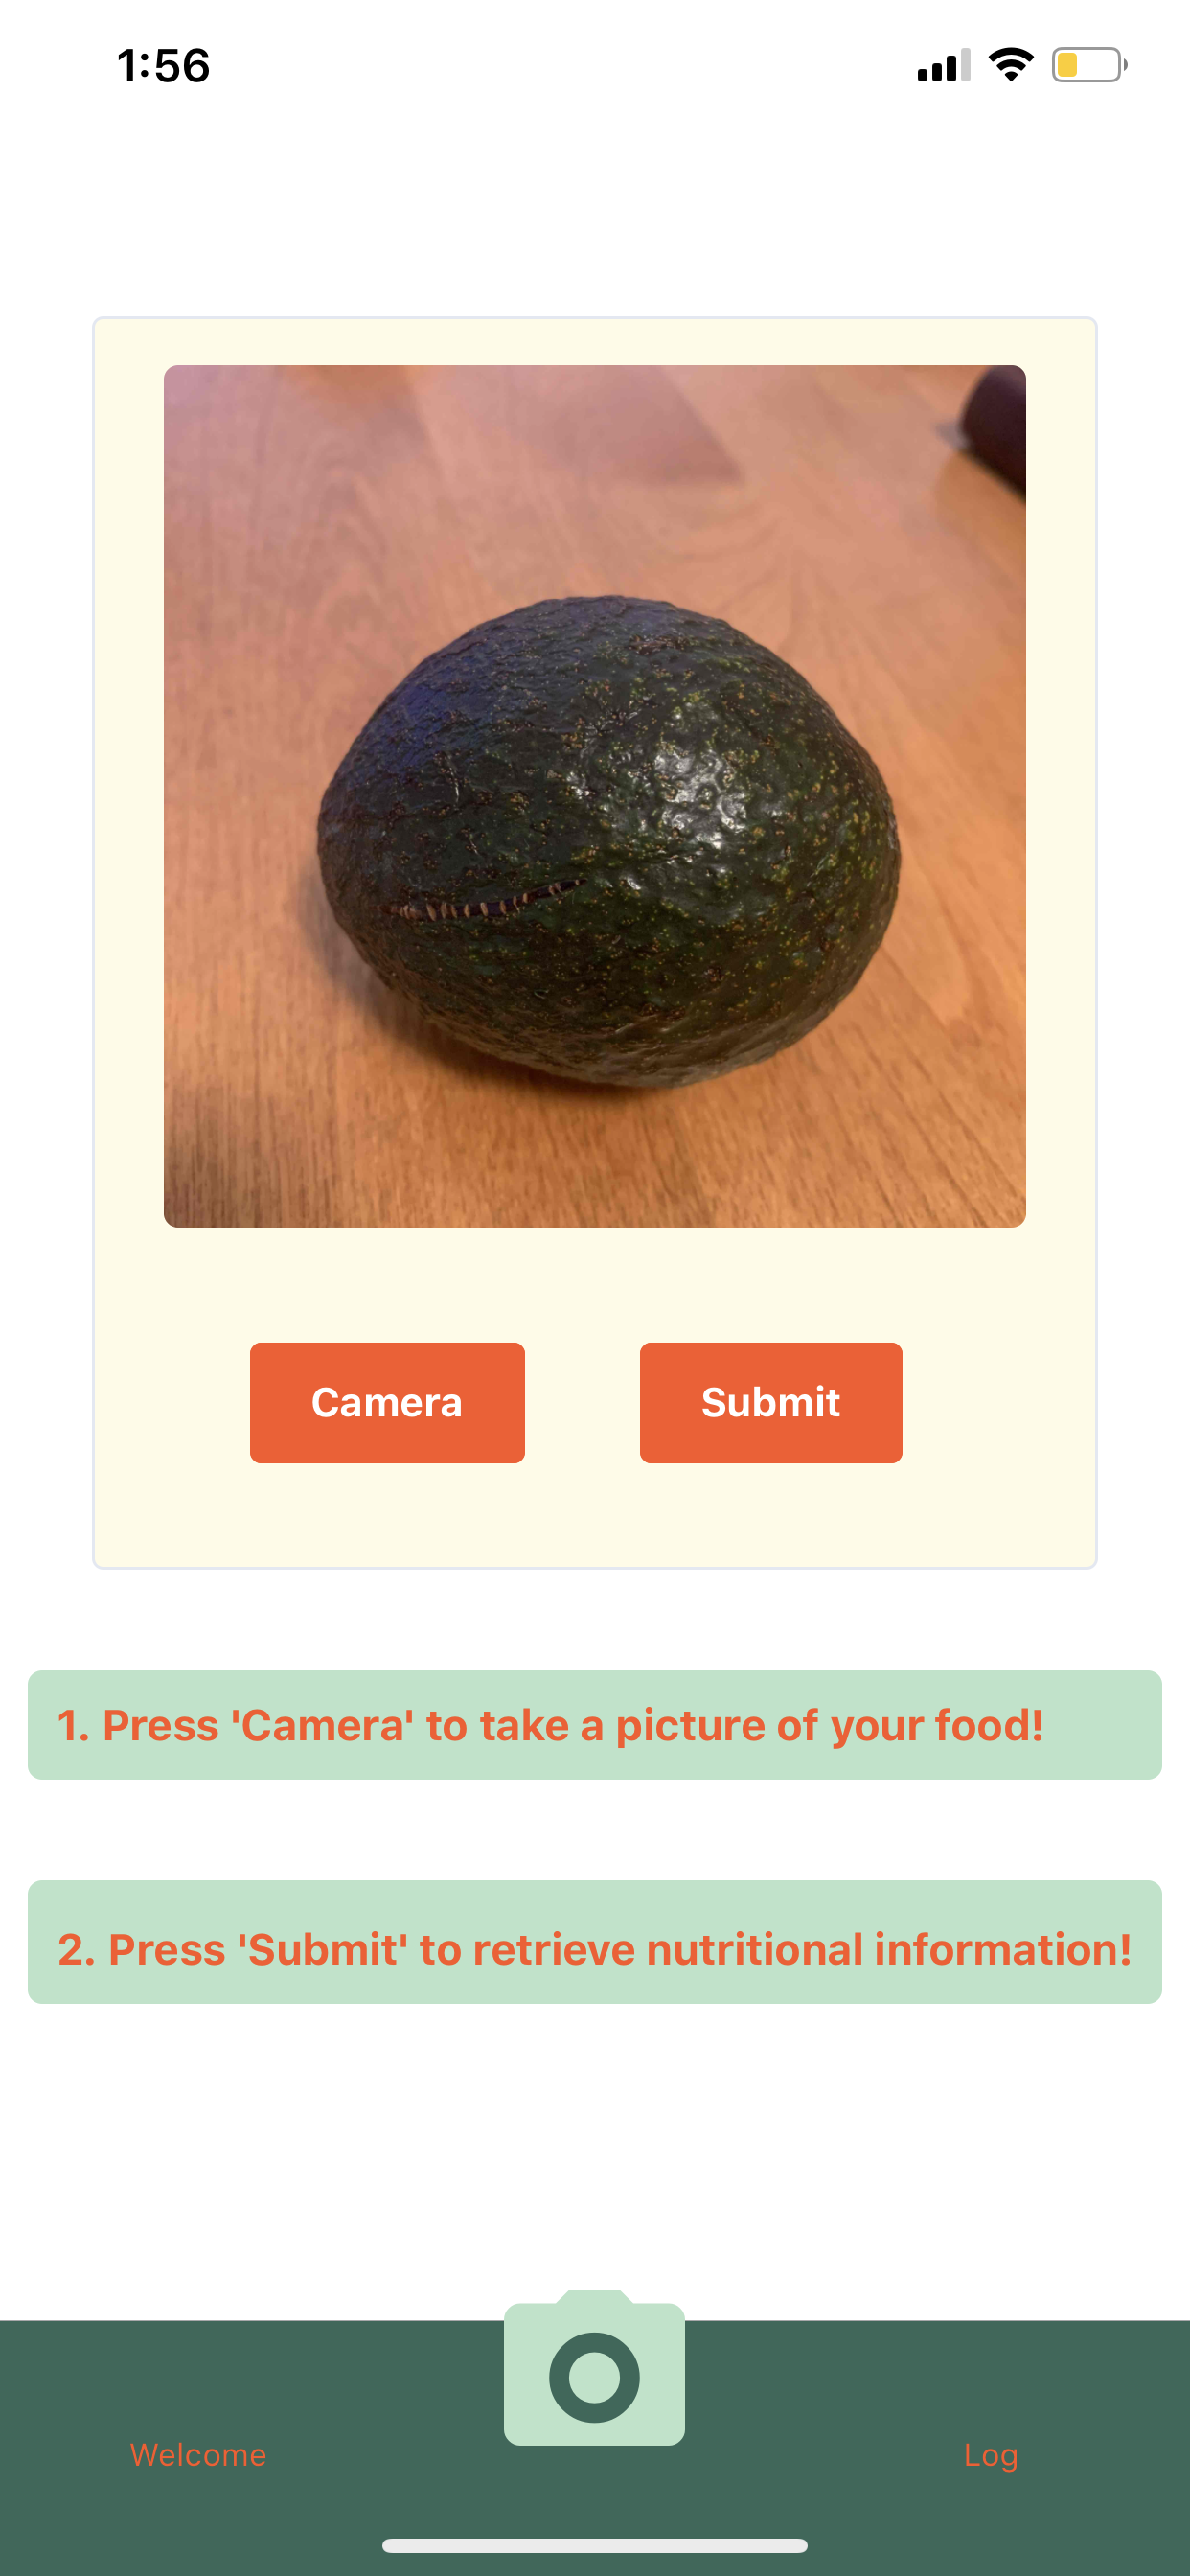 1:56
Camera
Submit
1. Press 'Camera' to take a picture of your food!
2. Press 'Submit' to retrieve nutritional information!
Welcome
Log